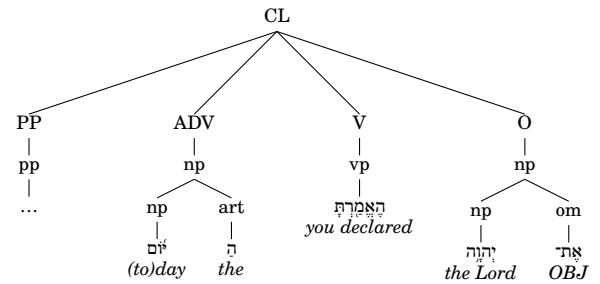 CL
PP ADV V O
pp np vp np
… np art הֶאֱמַ֖רְתָּ np om
you declared
יּ֑וֹם הַ יְהוָ֥ה אֶת־
(to)day the the Lord OBJ